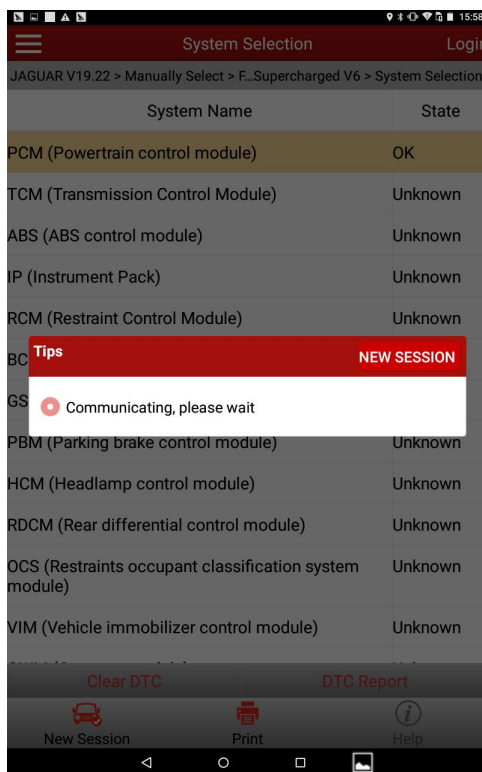 15:58
System Selection
JAGUAR V19.22 > Manually Select > F...Supercharged V6 > System Selection
System Name State
PCM (Powertrain control module) OK
TCM (Transmission Control Module) Unknown
ABS (ABS control module) Unknown
IP (Instrument Pack) Unknown
RCM (Restraint Control Module) Unknown
BC
Tips NEW SESSION
GS
Communicating, please wait
PBM (Parking brake control module) Unknown
HCM (Headlamp control module) Unknown
RDCM (Rear differential control module) Unknown
OCS (Restraints occupant classification system Unknown
module)
VIM (Vehicle immobilizer control module) Unknown
Clear DTC DTC Report
New Session Print Help